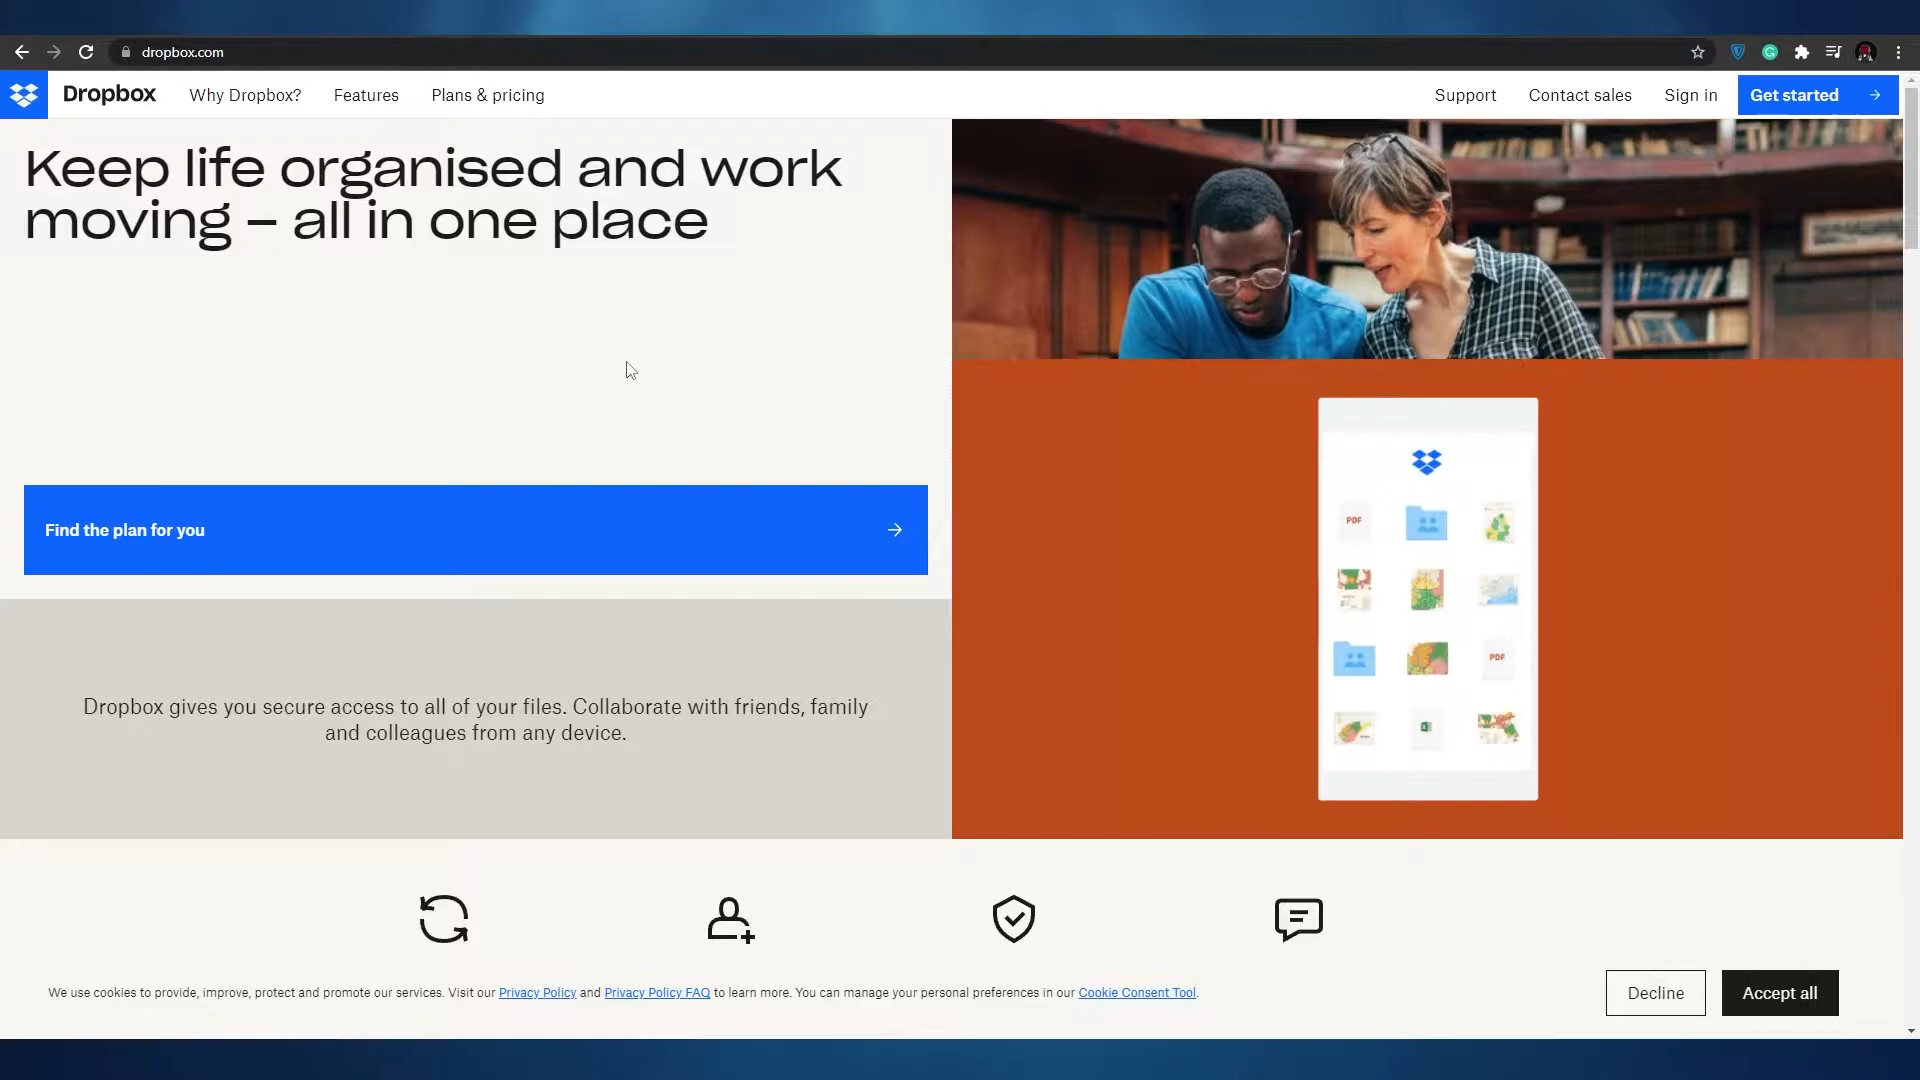 dropbox.com
Dropbox Why Dropbox? Features Plans & pricing Support Contact sales Sign in Get started
Keep life organised and work
moving – all in one place
Find the plan for you
Dropbox gives you secure access to all of your files. Collaborate with friends, family
and colleagues from any device.
PDF
PDF
We use cookies to provide, improve, protect and promote our services. Visit our Privacy Policy and Privacy Policy FAQ to learn more. You can manage your personal preferences in our Cookie Consent Tool.
Decline
Accept all